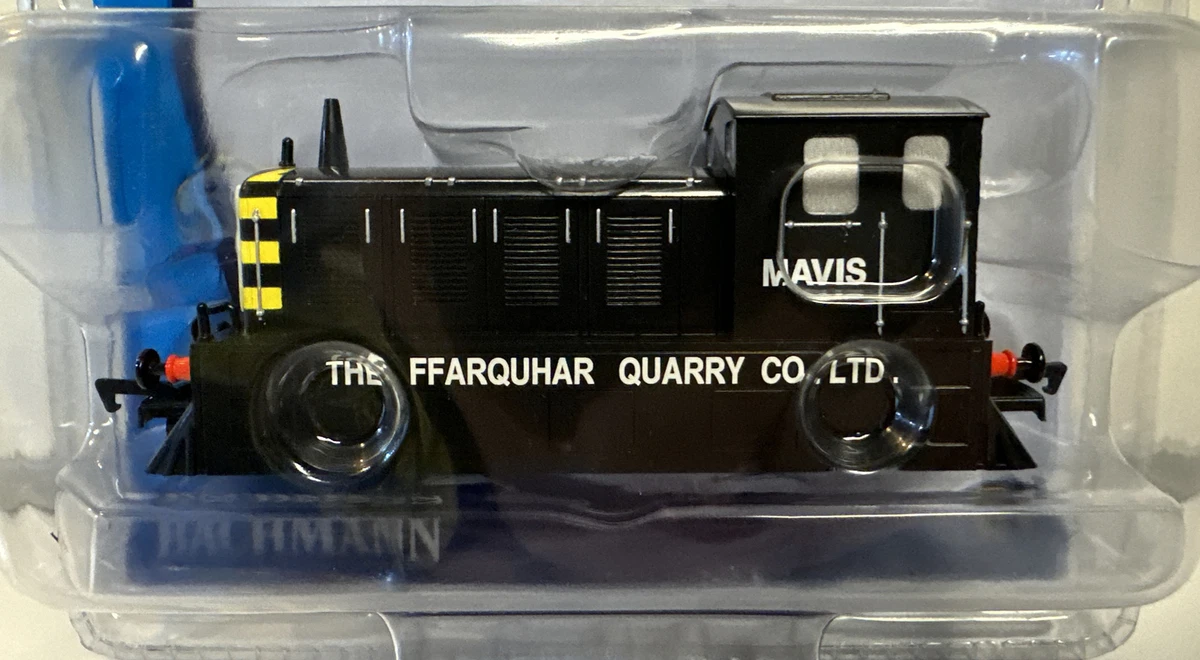 MAVIS
THE FFARQUHAR QUARRY CO. LTD.
BACHMANN